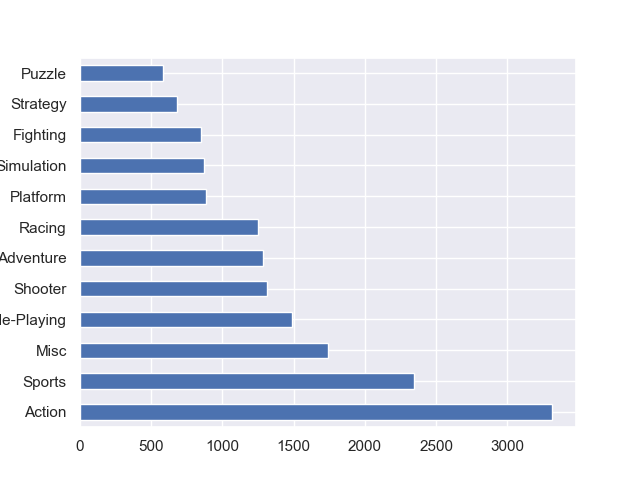 Puzzle
Strategy
Fighting
Simulation
Platform
Racing
Adventure
Shooter
le-Playing
Misc
Sports
Action
0 500 1000 1500 2000 2500 3000